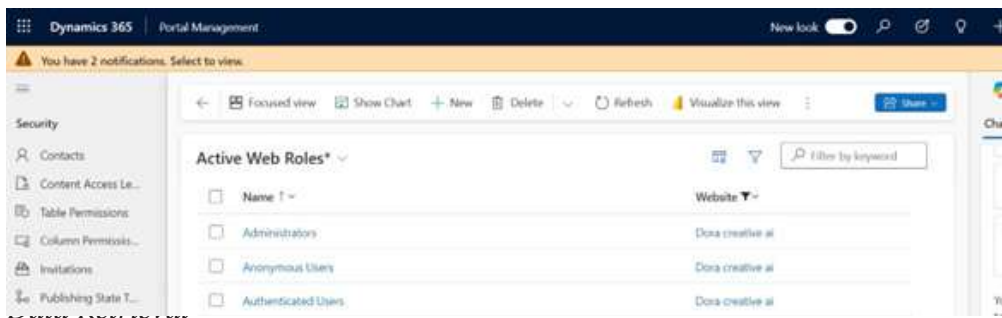 Dynamics 365 Portal Management New look
You have 2 notifications. Select to view.
Focused view Show Chart New Delete Refresh Visualize this view Share
Security
Contacts
Active Web Roles*
Filter by keyword
Content Access Le...
Name
Website
Table Permissions
Column Permissio...
Administrators
Dora creative ai
Invitations
Anonymous Users
Dora creative ai
Publishing State T...
Authenticated Users
Dora creative ai